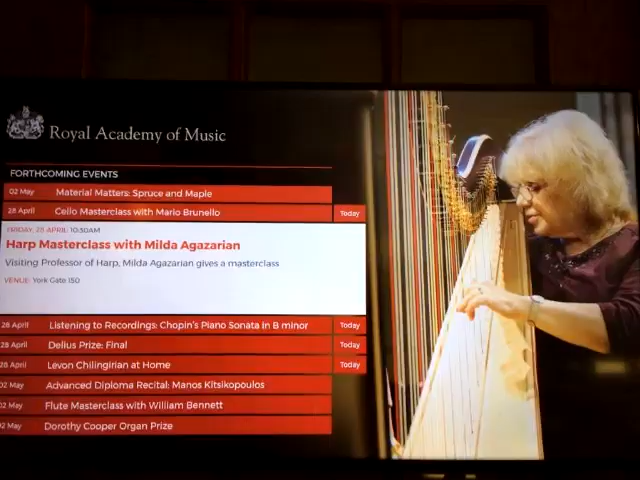 Royal Academy of Music
FORTHCOMING EVENTS
02 May Material Matters: Spruce and Maple
28 April Cello Masterclass with Mario Brunello Today
FRIDAY, 28 APRIL 10:30AM
Harp Masterclass with Milda Agazarian
Visiting Professor of Harp, Milda Agazarian gives a masterclass
VENUE: York Gate 150
28 April Listening to Recordings: Chopin's Piano Sonata in B minor Today
28 April Delius Prize: Final Today
28 April Levon Chilingirian at Home Today
02 May Advanced Diploma Recital: Manos Kitsikopoulos
02 May Flute Masterclass with William Bennett
02 May Dorothy Cooper Organ Prize